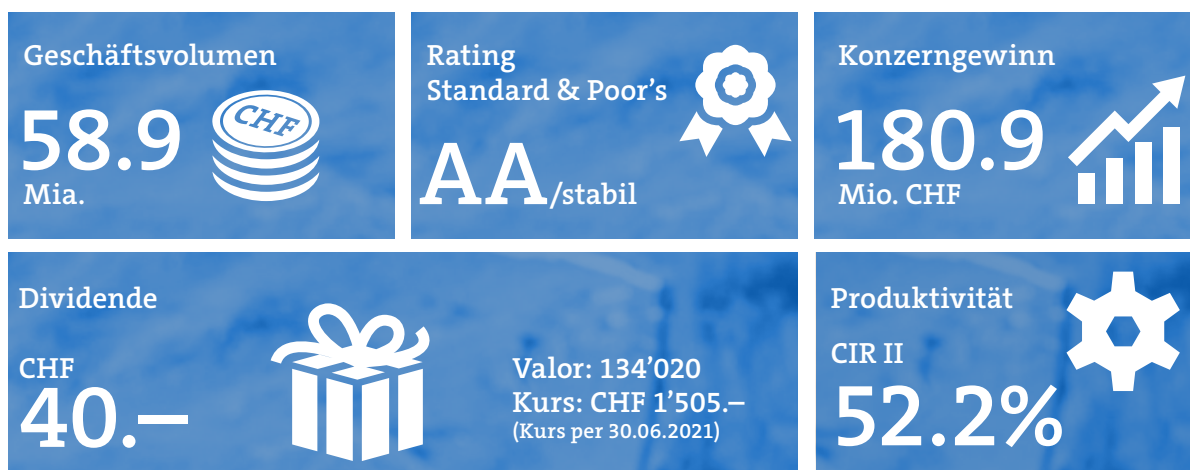 Geschäftsvolumen
58.9
Mia.
CHF
Rating
Standard & Poor’s
AA/stabil
Konzerngewinn
180.9
Mio. CHF
Dividende
CHF
40.–
Valor: 134’020
Kurs: CHF 1’505.–
(Kurs per 30.06.2021)
Produktivität
CIR II
52.2%